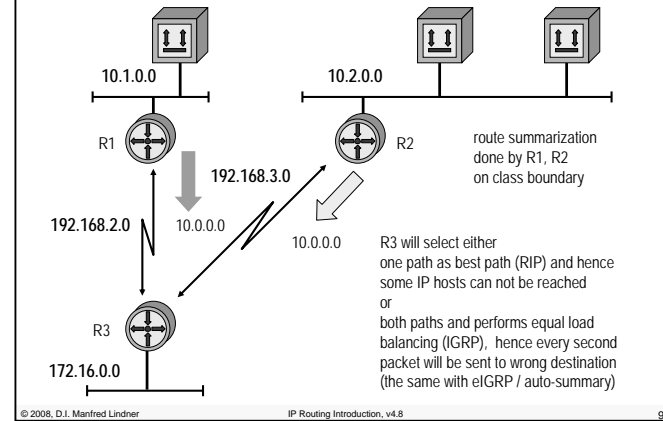 10.1.0.0
10.2.0.0
R1
R2
route summarization
done by R1, R2
on class boundary
192.168.3.0
192.168.2.0
10.0.0.0
10.0.0.0
R3 will select either
one path as best path (RIP) and hence
some IP hosts can not be reached
or
both paths and performs equal load
balancing (IGRP), hence every second
packet will be sent to wrong destination
(the same with eIGRP / auto-summary)
R3
172.16.0.0
© 2008, D.I. Manfred Lindner
IP Routing Introduction, v4.8
9